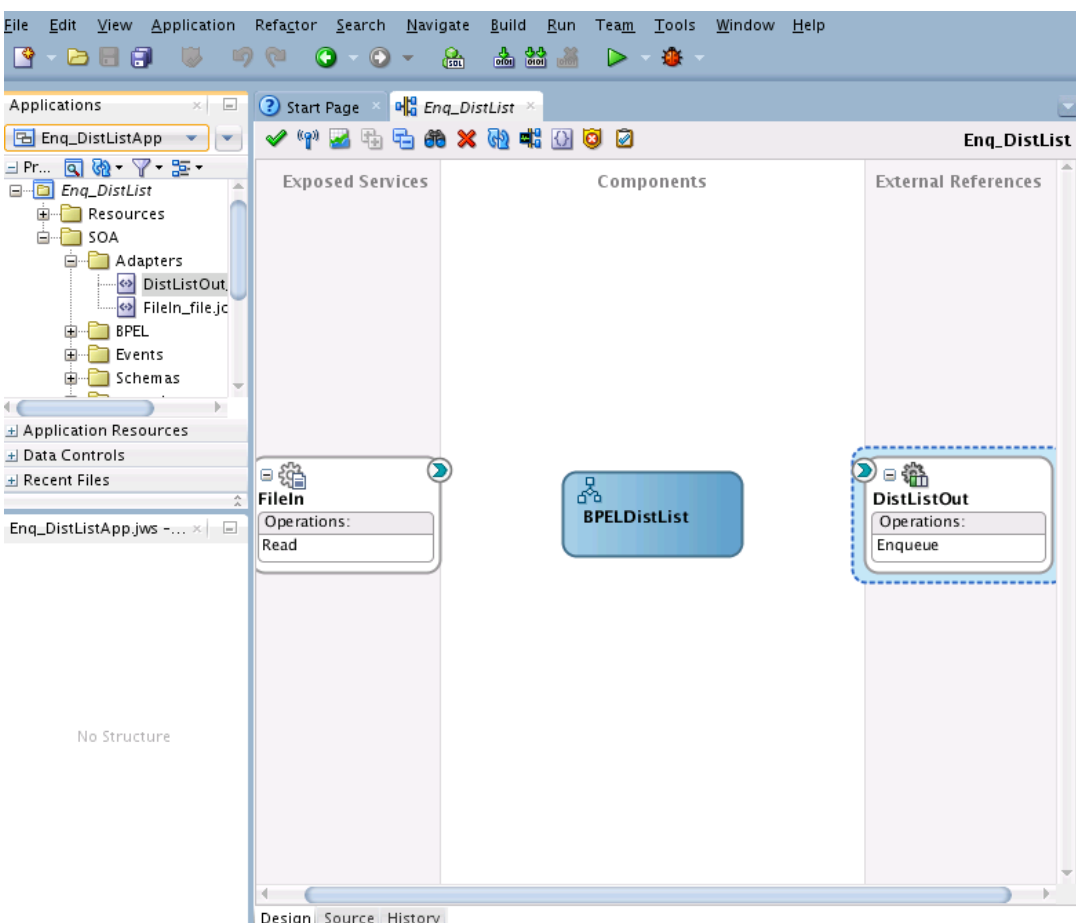 File Edit View Application Refactor Search Navigate Build Run Team Tools Window Help
Applications
Start Page
Enq_DistList
Enq_DistListApp
Enq_DistList
Pr...
Enq_DistList
Resources
SOA
Adapters
DistListOut_
FileIn_file.jc
BPEL
Events
Schemas
Application Resources
Data Controls
Recent Files
Enq_DistListApp.jws -...
No Structure
Exposed Services
Components
External References
FileIn
Operations:
Read
BPELDistList
DistListOut
Operations:
Enqueue
Design Source History